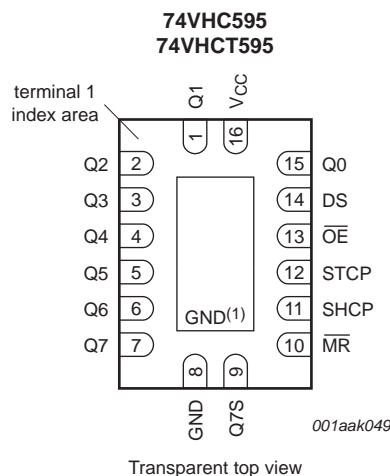 74VHC595
74VHCT595
terminal 1
index area
Q1
VCC
1
16
Q2 2 15 Q0
Q3 3 14 DS
Q4 4 13 OE
Q5 5 12 STCP
Q6 6 11 SHCP
GND(1)
Q7 7 10 MR
8
9
GND
Q7S
001aak049
Transparent top view